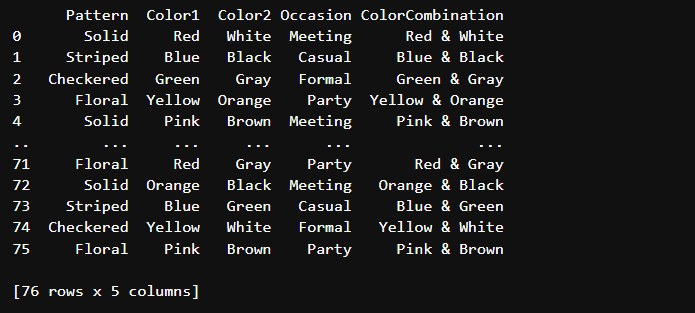 Pattern Color1 Color2 Occasion ColorCombination
0 Solid Red White Meeting Red & White
1 Striped Blue Black Casual Blue & Black
2 Checkered Green Gray Formal Green & Gray
3 Floral Yellow Orange Party Yellow & Orange
4 Solid Pink Brown Meeting Pink & Brown
.. ... ... ... ... ...
71 Floral Red Gray Party Red & Gray
72 Solid Orange Black Meeting Orange & Black
73 Striped Blue Green Casual Blue & Green
74 Checkered Yellow White Formal Yellow & White
75 Floral Pink Brown Party Pink & Brown
[76 rows x 5 columns]